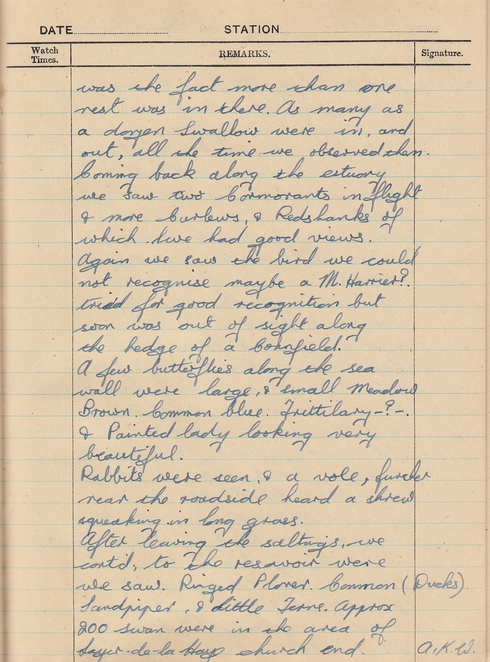 DATE STATION
Watch Times. REMARKS. Signature.
was the fact more than one
nest was in there. As many as
a dozen Swallow were in, and
out, all the time we observed them.
Coming back along the estuary
we saw two Cormorants in flight
& more Curlews, & Redshanks of
which we had good views.
Again we saw the bird we could
not recognise maybe a M. Harrier?.
tried for good recognition but
soon was out of sight along
the hedge of a Cornfield.
A few butterflies along the sea
wall were large, & small Meadow
Brown. Common blue. Frittilary-?-.
& Painted lady looking very
beautiful.
Rabbits were seen, & a vole, further
near the roadside heard a shrew
squeaking in long grass.
After leaving the saltings, we
cont'd, to the resavoir were
we saw. Ringed Plover. Common (Ducks).
Sandpiper, & little Terne. Approx
200 swan were in the area of
Layer-de-la-Haye church end. A.K.W.